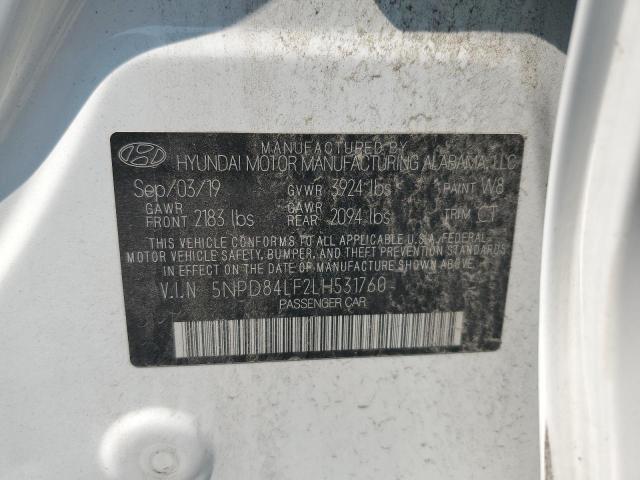 MANUFACTURED BY
HYUNDAI MOTOR MANUFACTURING ALABAMA, LLC
Sep/03/19 GVWR 3924 lbs PAINT W8
GAWR FRONT 2183 lbs GAWR REAR 2094 lbs TRIM CT
THIS VEHICLE CONFORMS TO ALL APPLICABLE U.S.A. FEDERAL
MOTOR VEHICLE SAFETY, BUMPER, AND THEFT PREVENTION STANDARDS
IN EFFECT ON THE DATE OF MANUFACTURE SHOWN ABOVE.
V.I.N 5NPD84LF2LH531760
PASSENGER CAR